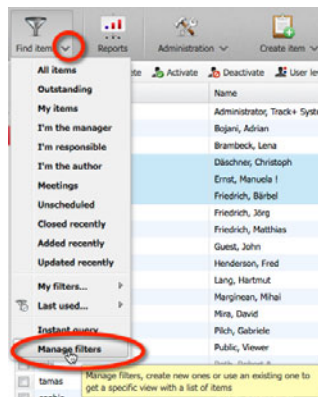 Find item Reports Administration Create item
All items
Outstanding
My items
I'm the manager
I'm responsible
I'm the author
Meetings
Unscheduled
Closed recently
Added recently
Updated recently
My filters...
Last used...
Instant query
Manage filters
Activate Deactivate User
Name
Administrator, Track+ Syst
Bojani, Adrian
Brambeck, Lena
Däschner, Christoph
Ernst, Manuela !
Friedrich, Bärbel
Friedrich, Jörg
Friedrich, Matthias
Guest, John
Henderson, Fred
Lang, Hartmut
Marginean, Mihai
Mira, David
Pilch, Gabriele
Public, Viewer
tamas
Manage filters, create new ones or use an existing one to
get a specific view with a list of items